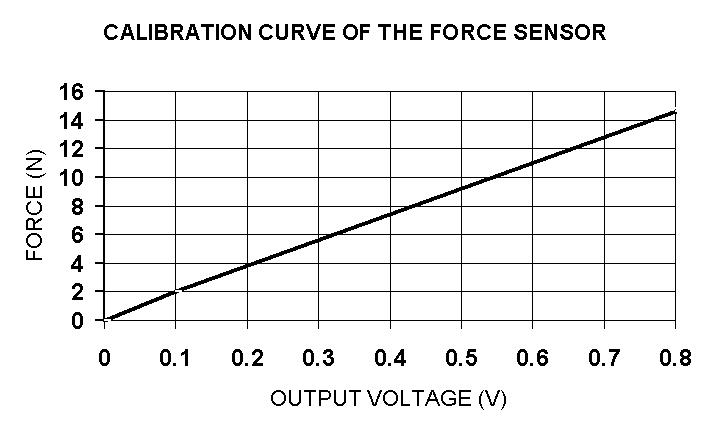 CALIBRATION CURVE OF THE FORCE SENSOR
16
14
12
10
8
6
4
2
0
FORCE (N)
0 0.1 0.2 0.3 0.4 0.5 0.6 0.7 0.8
OUTPUT VOLTAGE (V)